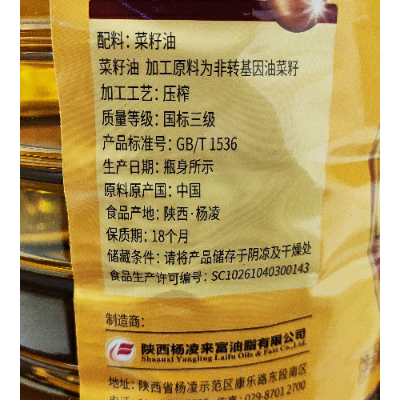 配料：菜籽油
菜籽油 加工原料为非转基因油菜籽
加工工艺：压榨
质量等级：国标三级
产品标准号：GB/T 1536
生产日期：瓶身所示
原料原产国：中国
食品产地：陕西·杨凌
保质期：18个月
储藏条件：请将产品储存于阴凉及干燥处
食品生产许可编号：SC10261040300143
制造商：
陕西杨凌来富油脂有限公司
Shaanxi Yangling Laifu Oils & Fats Co.,Ltd.
地址：陕西省杨凌示范区康乐路东段南区
029-8701 2700